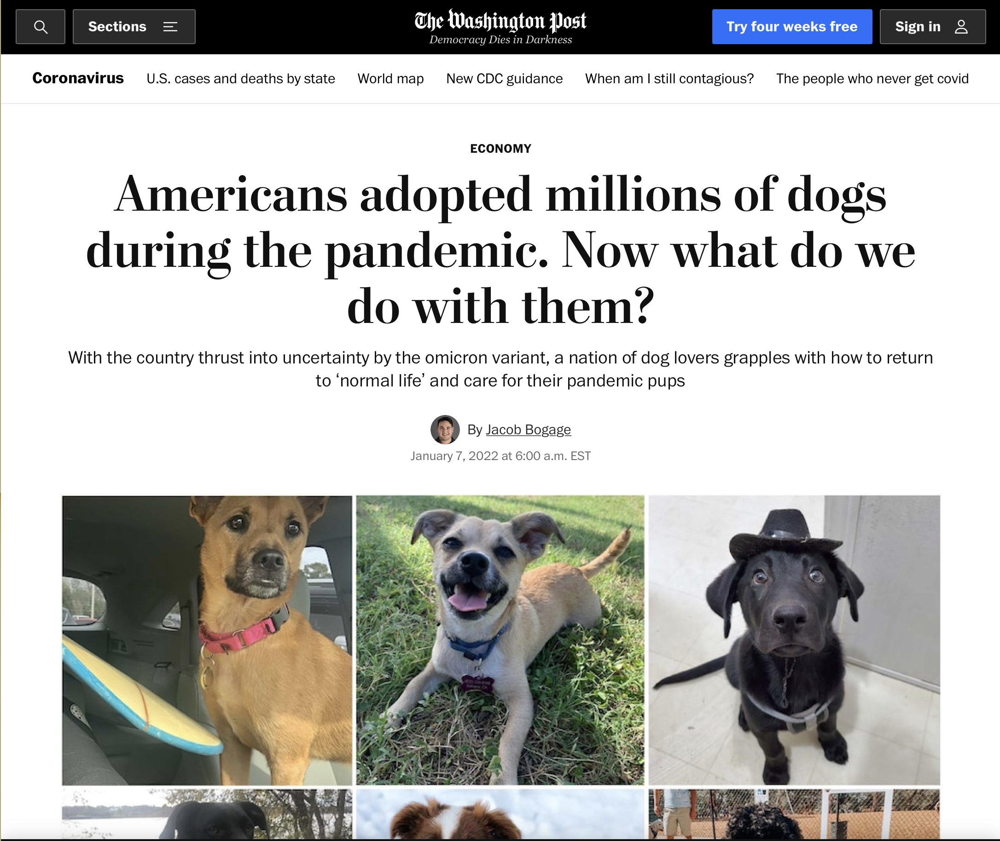 Sections
The Washington Post
Democracy Dies in Darkness
Try four weeks free
Sign in
Coronavirus U.S. cases and deaths by state World map New CDC guidance When am I still contagious? The people who never get covid
ECONOMY
Americans adopted millions of dogs
during the pandemic. Now what do we
do with them?
With the country thrust into uncertainty by the omicron variant, a nation of dog lovers grapples with how to return
to ‘normal life’ and care for their pandemic pups
By Jacob Bogage
January 7, 2022 at 6:00 a.m. EST